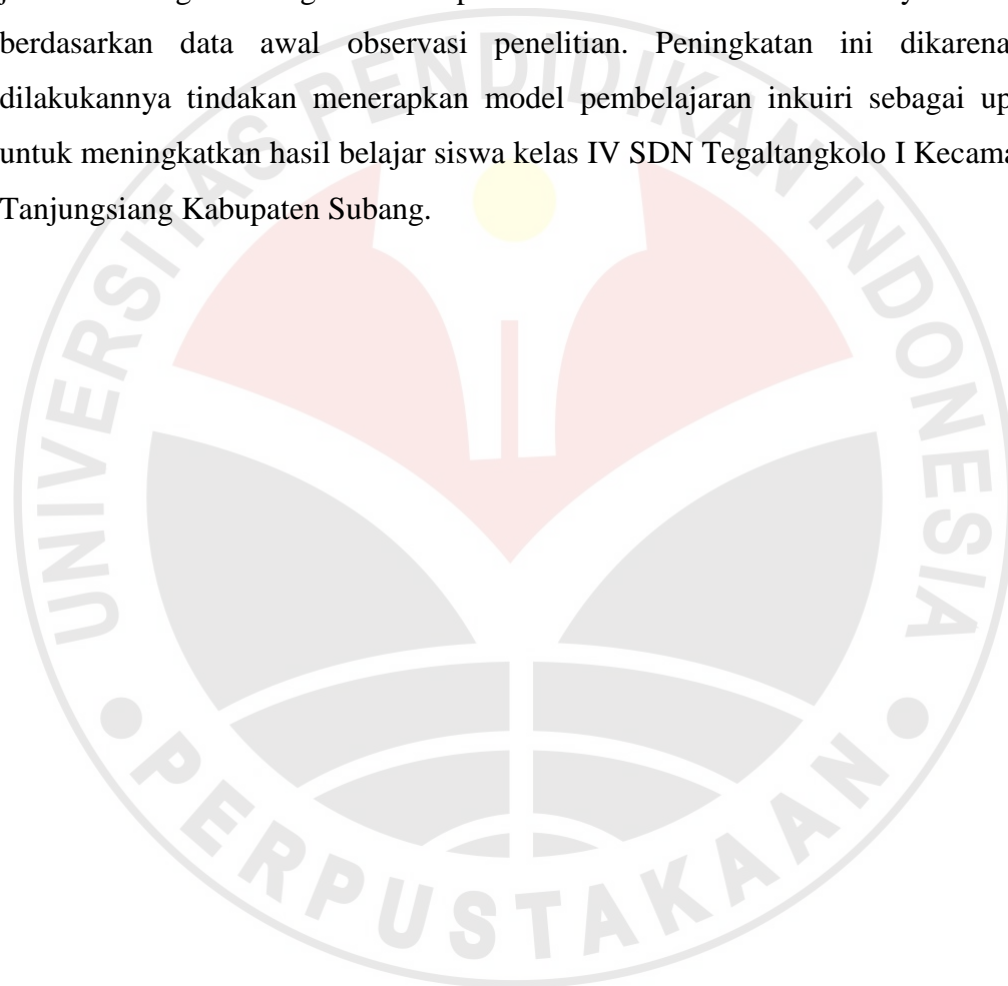 berdasarkan data awal observasi penelitian. Peningkatan ini dikarena
dilakukannya tindakan menerapkan model pembelajaran inkuiri sebagai up
untuk meningkatkan hasil belajar siswa kelas IV SDN Tegaltangkolo I Kecama
Tanjungsiang Kabupaten Subang.
UNIVERSITAS PENDIDIKAN INDONESIA
PERPUSTAKAAN